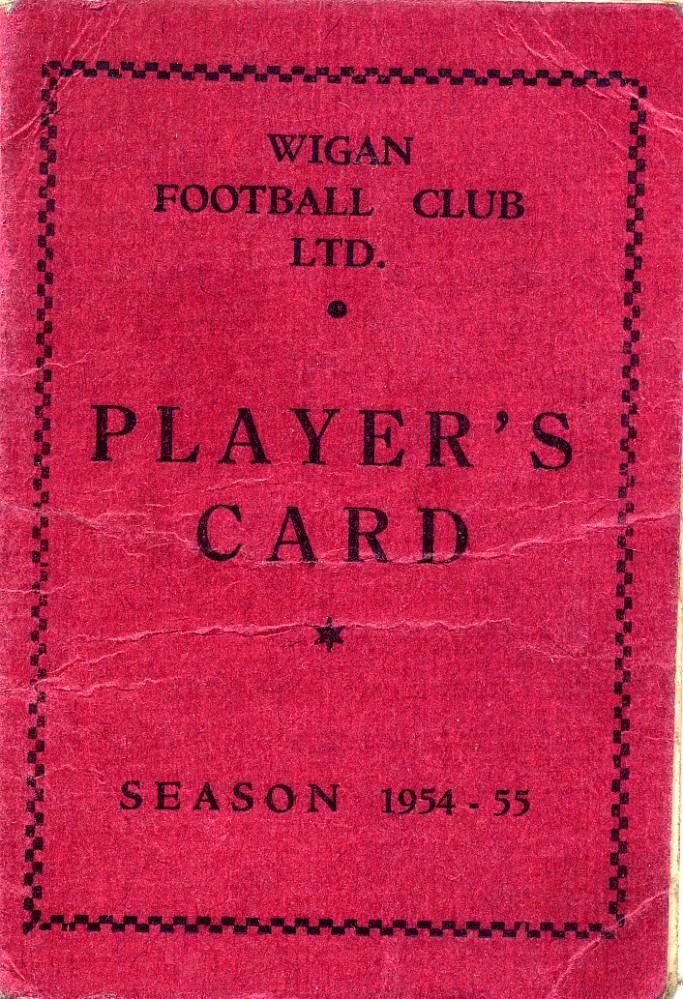 WIGAN
FOOTBALL CLUB
LTD.
PLAYER'S
CARD
SEASON 1954 - 55